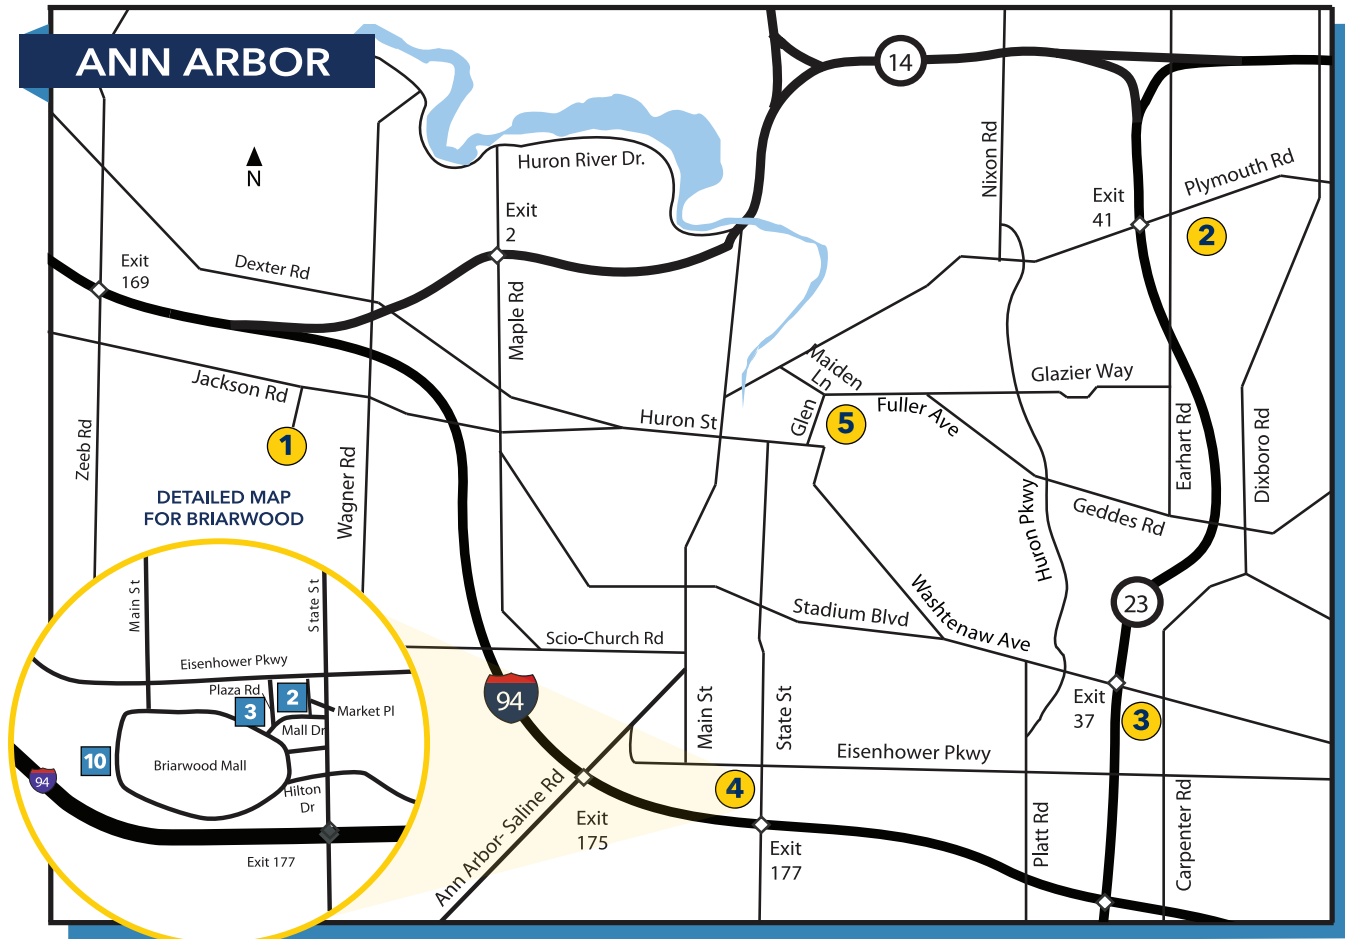 ANN ARBOR
14
N
Huron River Dr.
Nixon Rd
Plymouth Rd
Exit
41
2
Exit
2
Exit
169
Dexter Rd
Maple Rd
Jackson Rd
Maiden
Ln
Glazier Way
Glen
5
Fuller Ave
Huron St
1
Zeeb Rd
Wagner Rd
Earhart Rd
Dixboro Rd
DETAILED MAP
FOR BRIARWOOD
Huron Pkwy
Geddes Rd
23
Stadium Blvd
Washtenaw Ave
Scio-Church Rd
94
Main St
State St
Exit
37
3
Eisenhower Pkwy
4
Ann Arbor- Saline Rd
Exit
175
Exit
177
Platt Rd
Carpenter Rd
Main St
State St
Eisenhower Pkwy
Plaza Rd
2
3
Market Pl
Mall Dr
10
Briarwood Mall
94
Hilton
Dr
Exit 177